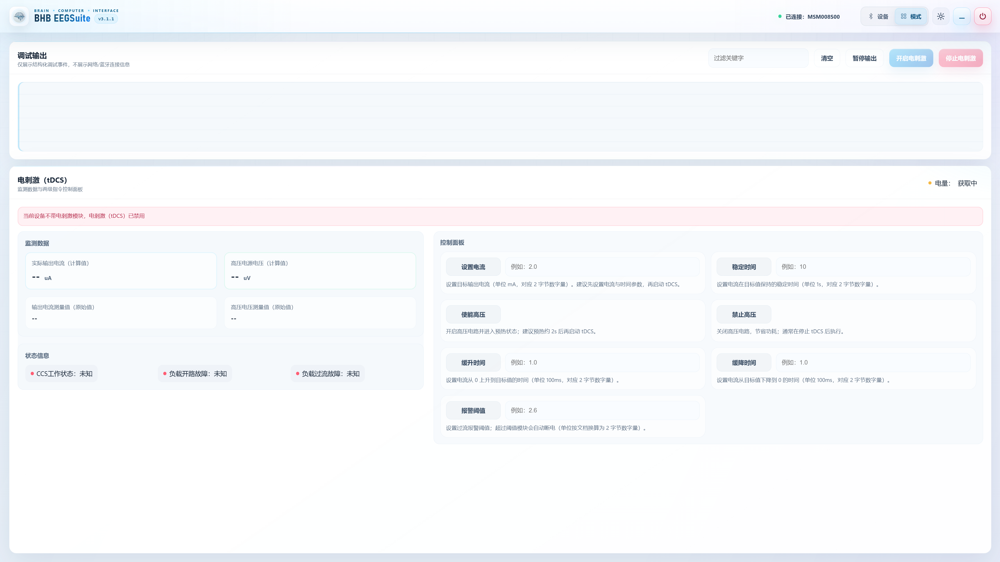 BRAIN • COMPUTER • INTERFACE
BHB EEGSuite v3.1.1
已连接：MSM008S00
设备
模式
调试输出
仅展示结构化调试事件，不展示网络/蓝牙连接信息
过滤关键字
清空
暂停输出
开启电刺激
停止电刺激
电刺激（tDCS）
监测数据与两级指令控制面板
电量： 获取中
当前设备不带电刺激模块，电刺激（tDCS）已禁用
监测数据
实际输出电流（计算值）
-- uA
高压电源电压（计算值）
-- uV
输出电流测量值（原始值）
--
高压电压测量值（原始值）
--
状态信息
CCS工作状态：未知
负载开路故障：未知
负载过流故障：未知
控制面板
设置电流 例如：2.0
设置目标输出电流（单位 mA，对应 2 字节数字量）。建议先设置电流与时间参数，再启动 tDCS。
稳定时间 例如：10
设置电流在目标值保持的稳定时间（单位 1s，对应 2 字节数字量）。
使能高压
开启高压电路并进入预热状态；建议预热约 2s 后再启动 tDCS。
禁止高压
关闭高压电路，节省功耗；通常在停止 tDCS 后执行。
缓升时间 例如：1.0
设置电流从 0 上升到目标值的时间（单位 100ms，对应 2 字节数字量）。
缓降时间 例如：1.0
设置电流从目标值下降到 0 的时间（单位 100ms，对应 2 字节数字量）。
报警阈值 例如：2.6
设置过流报警阈值；超过阈值模块会自动断电（单位按文档换算为 2 字节数字量）。